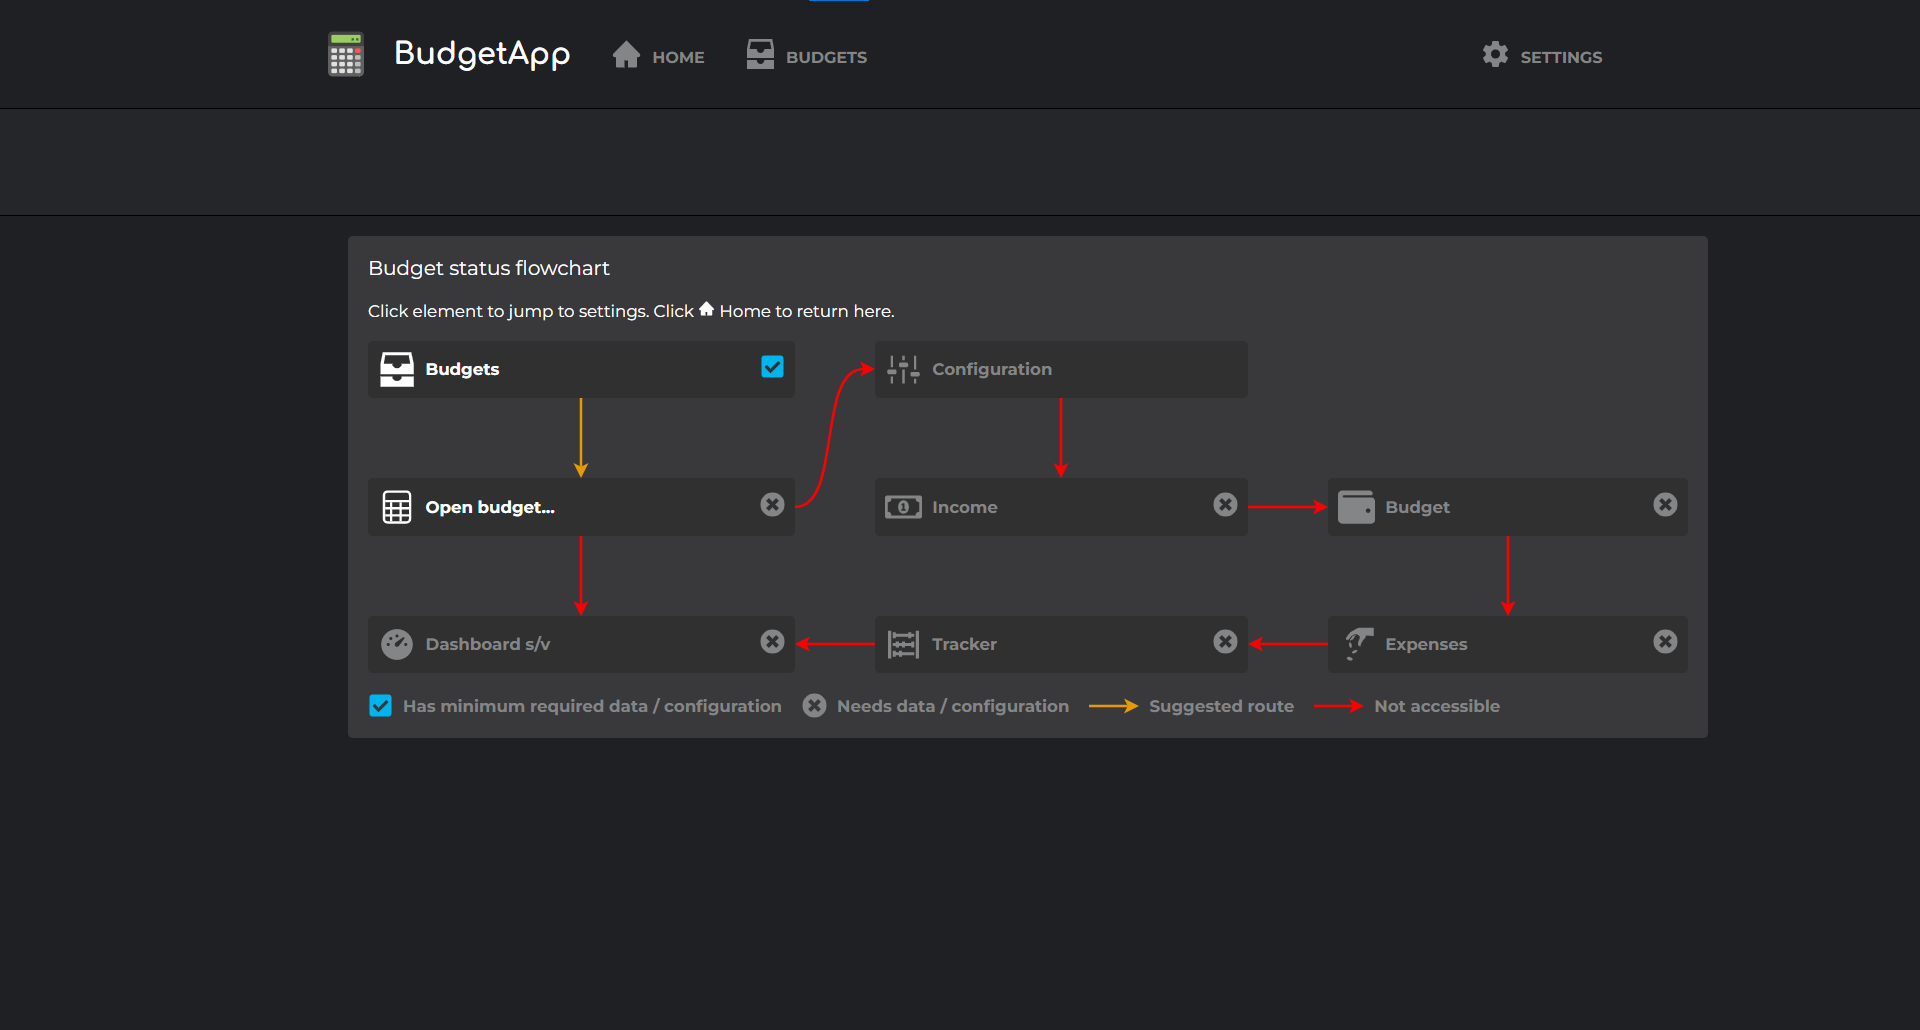 BudgetApp
HOME
BUDGETS
SETTINGS
Budget status flowchart
Click element to jump to settings. Click Home to return here.
Budgets
Configuration
Open budget...
Income
Budget
Dashboard s/v
Tracker
Expenses
Has minimum required data / configuration
Needs data / configuration
Suggested route
Not accessible